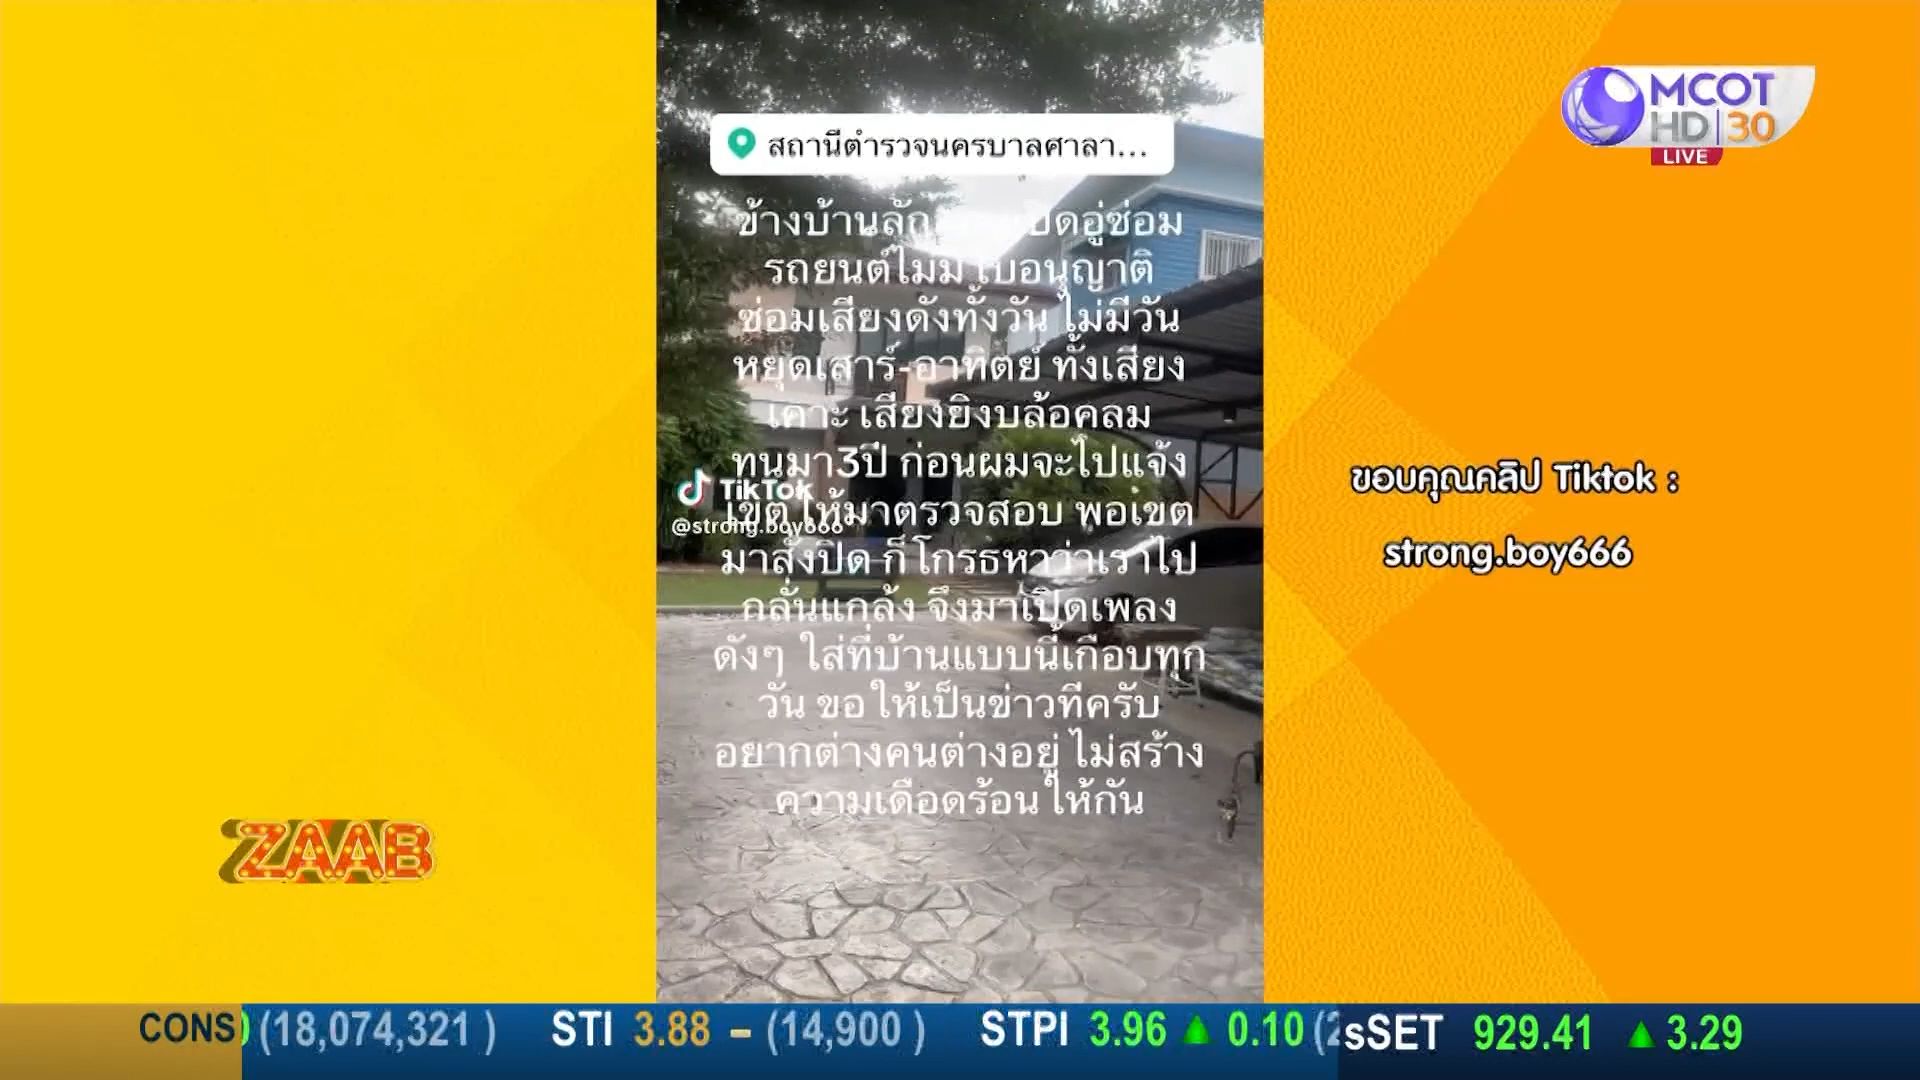 MCOT
HD 30
LIVE
สถานีตำรวจนครบาลศาลา...
ข้างบ้านลัก เปิดอู่ซ่อม
รถยนต์ไม่มีใบอนุญาติ
ซ่อมเสียงดังทั้งวัน ไม่มีวัน
หยุดเสาร์-อาทิตย์ ทั้งเสียง
เคาะ เสียงยิงบล้อคลม
ทนมา3ปี ก่อนผมจะไปแจ้ง
เขต ให้มาตรวจสอบ พอเขต
มาสั่งปิด ก็โกรธหาว่าเราไป
กลั่นแกล้ง จึงมาเปิดเพลง
ดังๆ ใส่ที่บ้านแบบนี้เกือบทุก
วัน ขอให้เป็นข่าวทีครับ
อยากต่างคนต่างอยู่ ไม่สร้าง
ความเดือดร้อนให้กัน
TikTok
@strong.boy666
ขอบคุณคลิป Tiktok :
strong.boy666
ZAAB
CONS (18,074,321 ) STI 3.88 – (14,900 ) STPI 3.96 ▲ 0.10 (2 sSET 929.41 ▲ 3.29